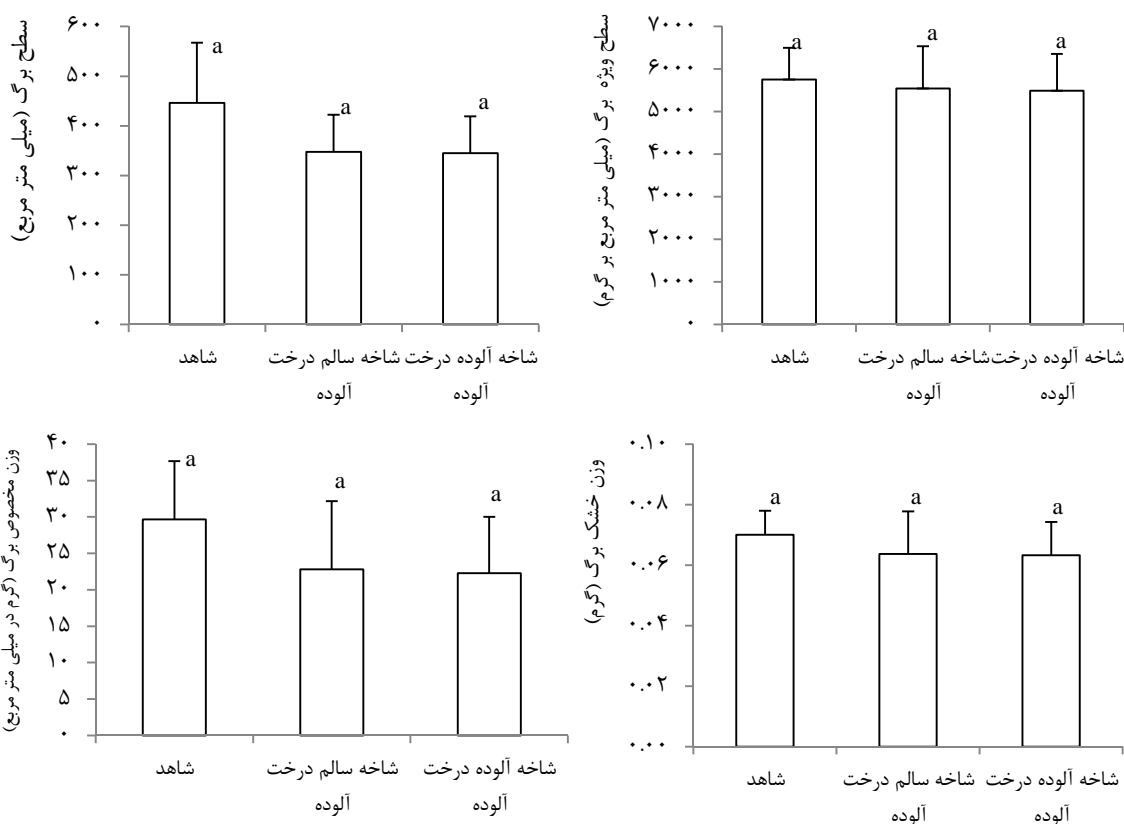 سطح برگ (میلی متر مربع)
۶۰۰
a
۵۰۰
a
a
۴۰۰
۳۰۰
۲۰۰
۱۰۰
۰
شاهد
شاخه سالم درخت
آلوده
شاخه آلوده درخت
آلوده
سطح ویژه برگ (میلی متر مربع بر گرم)
۷۰۰۰
a
a
a
۶۰۰۰
۵۰۰۰
۴۰۰۰
۳۰۰۰
۲۰۰۰
۱۰۰۰
۰
شاهد
شاخه سالم درخت
آلوده
شاخه آلوده درخت
آلوده
وزن مخصوص برگ (گرم در میلی متر مربع)
۴۰
a
۳۵
a
a
۳۰
۲۵
۲۰
۱۵
۱۰
۵
۰
شاهد
شاخه سالم درخت
آلوده
شاخه آلوده درخت
آلوده
وزن خشک برگ (گرم)
۰.۱۰
a
a
a
۰.۰۸
۰.۰۶
۰.۰۴
۰.۰۲
۰.۰۰
شاهد
شاخه سالم درخت
آلوده
شاخه آلوده درخت
آلوده